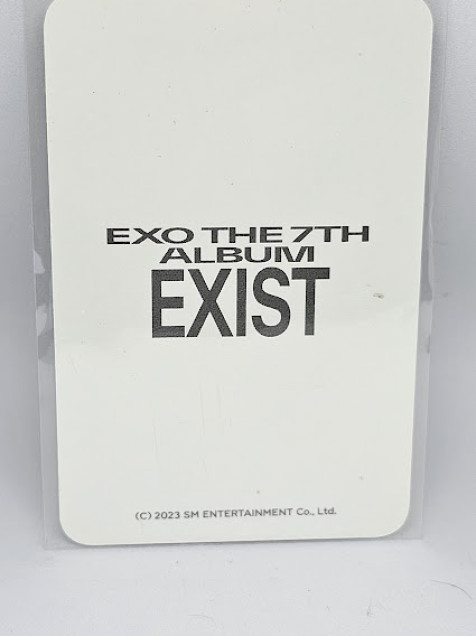 EXO THE 7TH
ALBUM
EXIST
(C) 2023 SM ENTERTAINMENT Co., Ltd.